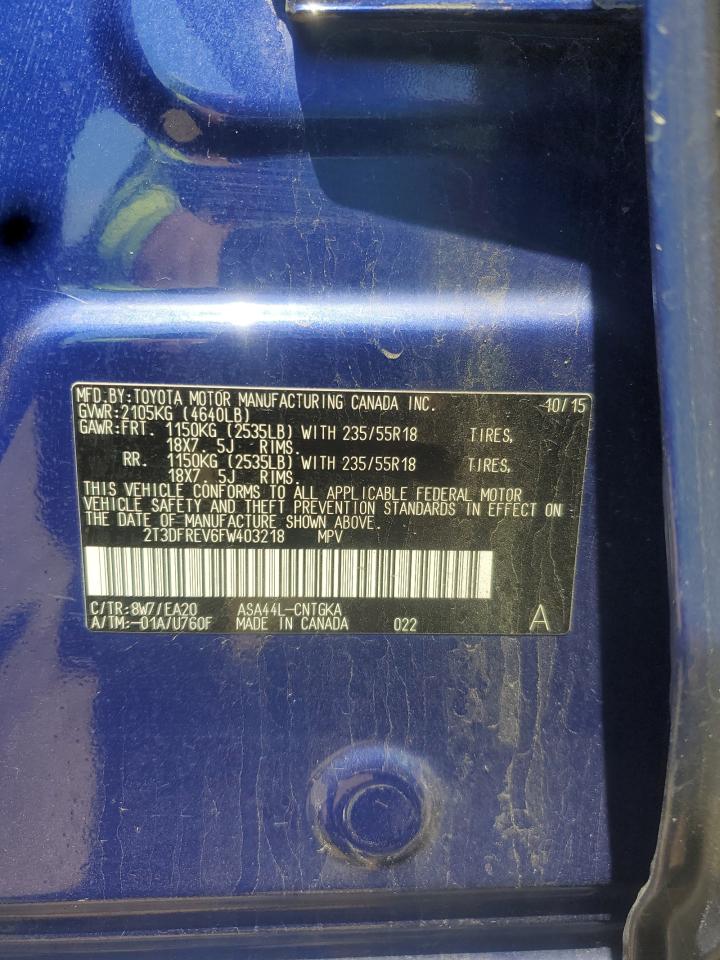 MFD.BY:TOYOTA MOTOR MANUFACTURING CANADA INC. 10/15
GVWR:2105KG (4640LB)
GAWR:FRT. 1150KG (2535LB) WITH 235/55R18 TIRES,
18X7. 5J RIMS.
RR. 1150KG (2535LB) WITH 235/55R18 TIRES,
18X7. 5J RIMS.
THIS VEHICLE CONFORMS TO ALL APPLICABLE FEDERAL MOTOR
VEHICLE SAFETY AND THEFT PREVENTION STANDARDS IN EFFECT ON
THE DATE OF MANUFACTURE SHOWN ABOVE.
2T3DFREV6FW403218 MPV
C/TR:8W7/EA20 ASA44L-CNTGKA
A/TM:-01A/U760F MADE IN CANADA 022 A